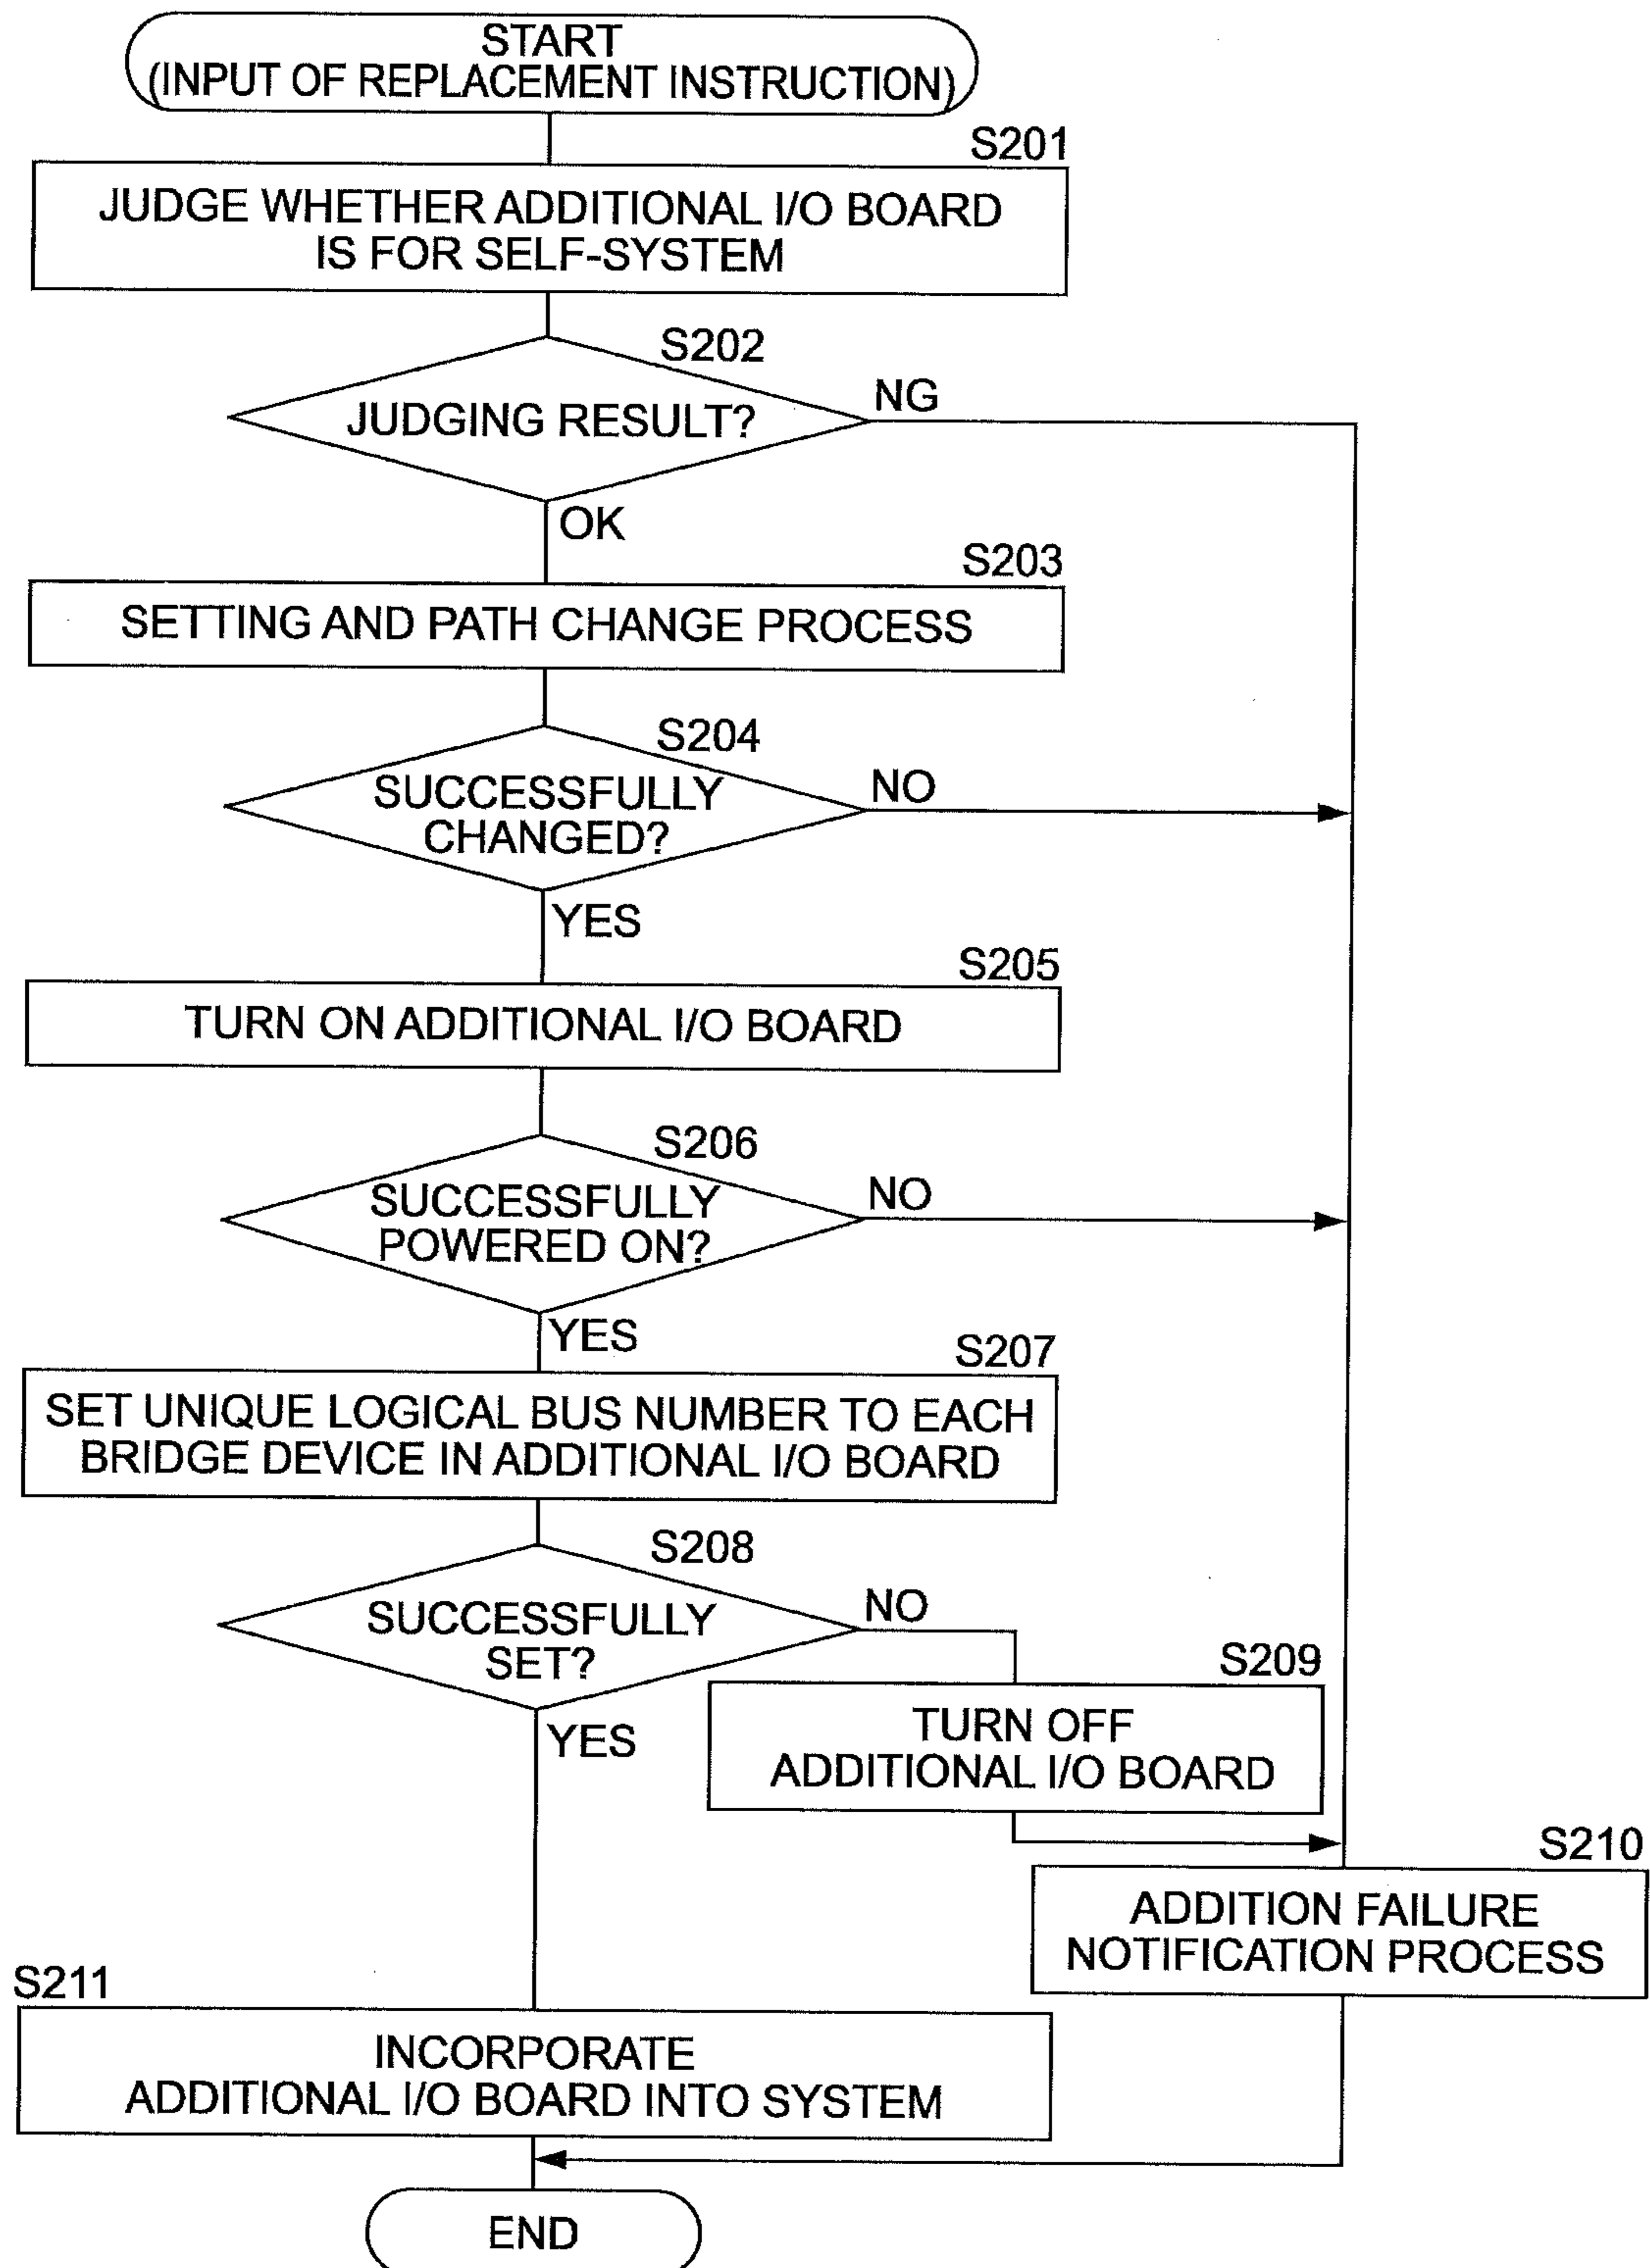 START
(INPUT OF REPLACEMENT INSTRUCTION)
S201
JUDGE WHETHER ADDITIONAL I/O BOARD
IS FOR SELF-SYSTEM
S202
JUDGING RESULT?
NG
OK
S203
SETTING AND PATH CHANGE PROCESS
S204
SUCCESSFULLY
CHANGED?
NO
YES
S205
TURN ON ADDITIONAL I/O BOARD
S206
SUCCESSFULLY
POWERED ON?
NO
YES
S207
SET UNIQUE LOGICAL BUS NUMBER TO EACH
BRIDGE DEVICE IN ADDITIONAL I/O BOARD
S208
SUCCESSFULLY
SET?
NO
YES
S209
TURN OFF
ADDITIONAL I/O BOARD
S210
ADDITION FAILURE
NOTIFICATION PROCESS
S211
INCORPORATE
ADDITIONAL I/O BOARD INTO SYSTEM
END